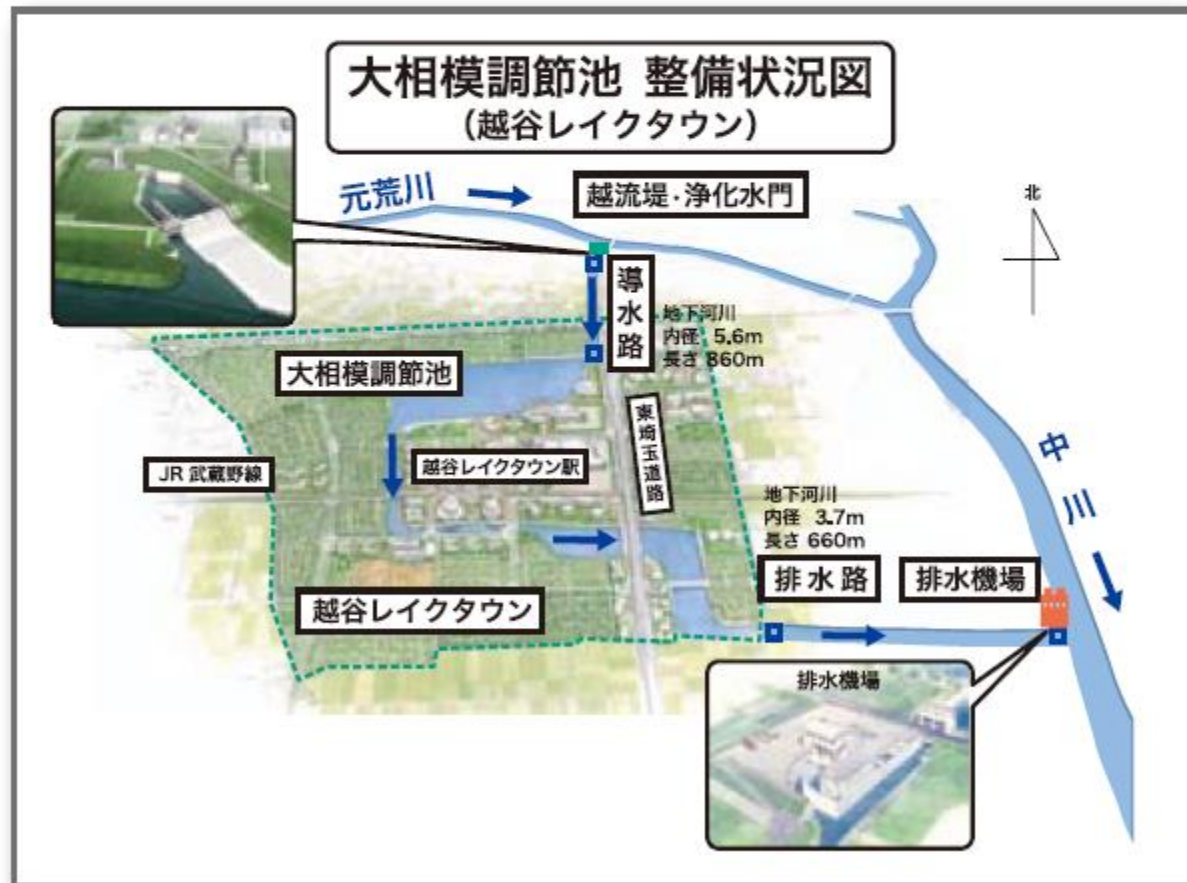 大相模調節池 整備状況図
(越谷レイクタウン)
元荒川
越流堤・浄化水門
北
導水路
地下河川
内径 5.6m
長さ 860m
大相模調節池
東埼玉道路
越谷レイクタウン駅
JR 武蔵野線
中川
地下河川
内径 3.7m
長さ 660m
排水路
排水機場
越谷レイクタウン
排水機場